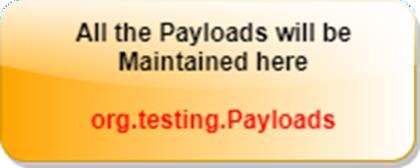 All the Payloads will be
Maintained here
org.testing.Payloads